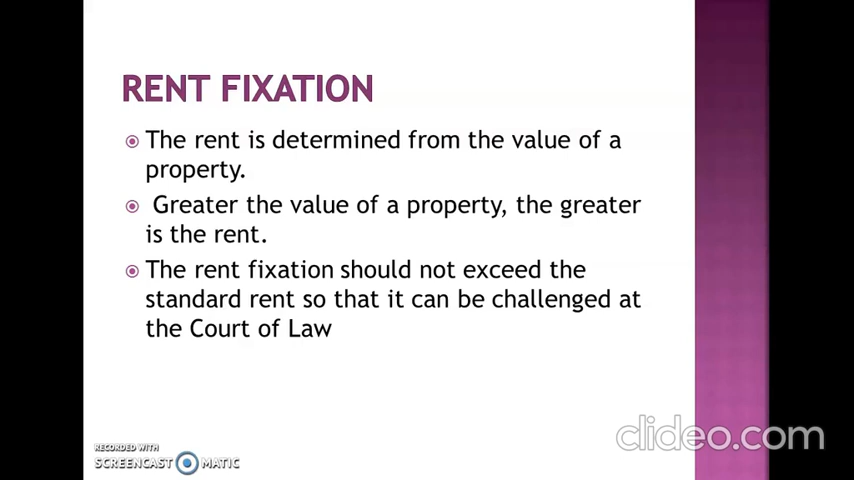 RENT FIXATION
The rent is determined from the value of a
property.
Greater the value of a property, the greater
is the rent.
The rent fixation should not exceed the
standard rent so that it can be challenged at
the Court of Law
RECORDED WITH
SCREENCAST MATIC
clideo.com